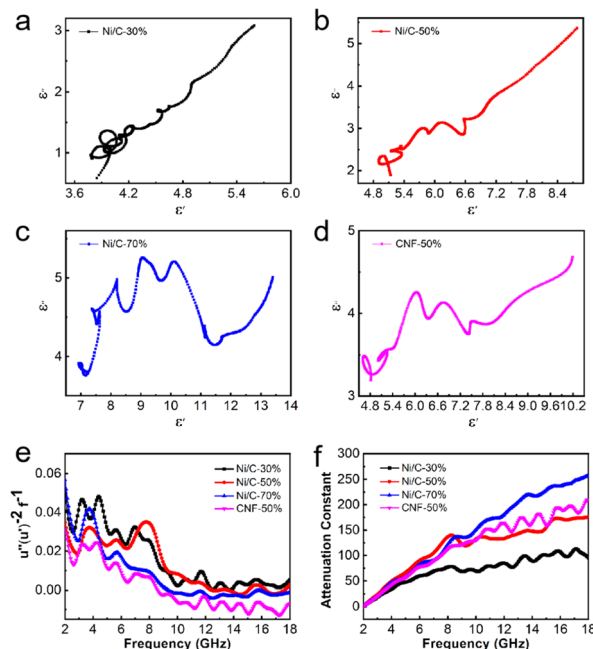 a
Ni/C-30%
3
2
1
ε''
3.6 4.2 4.8 5.4 6.0
ε'
b
Ni/C-50%
5
4
3
2
ε''
4.8 5.4 6.0 6.6 7.2 7.8 8.4
ε'
c
Ni/C-70%
5
4
ε''
7 8 9 10 11 12 13 14
ε'
d
CNF-50%
5
4
3
ε''
4.8 5.4 6.0 6.6 7.2 7.8 8.4 9.0 9.6 10.2
ε'
e
Ni/C-30%
Ni/C-50%
Ni/C-70%
CNF-50%
0.06
0.04
0.02
0.00
u''(u')⁻² f⁻¹
2 4 6 8 10 12 14 16 18
Frequency (GHz)
f
Ni/C-30%
Ni/C-50%
Ni/C-70%
CNF-50%
300
250
200
150
100
50
0
Attenuation Constant
2 4 6 8 10 12 14 16 18
Frequency (GHz)